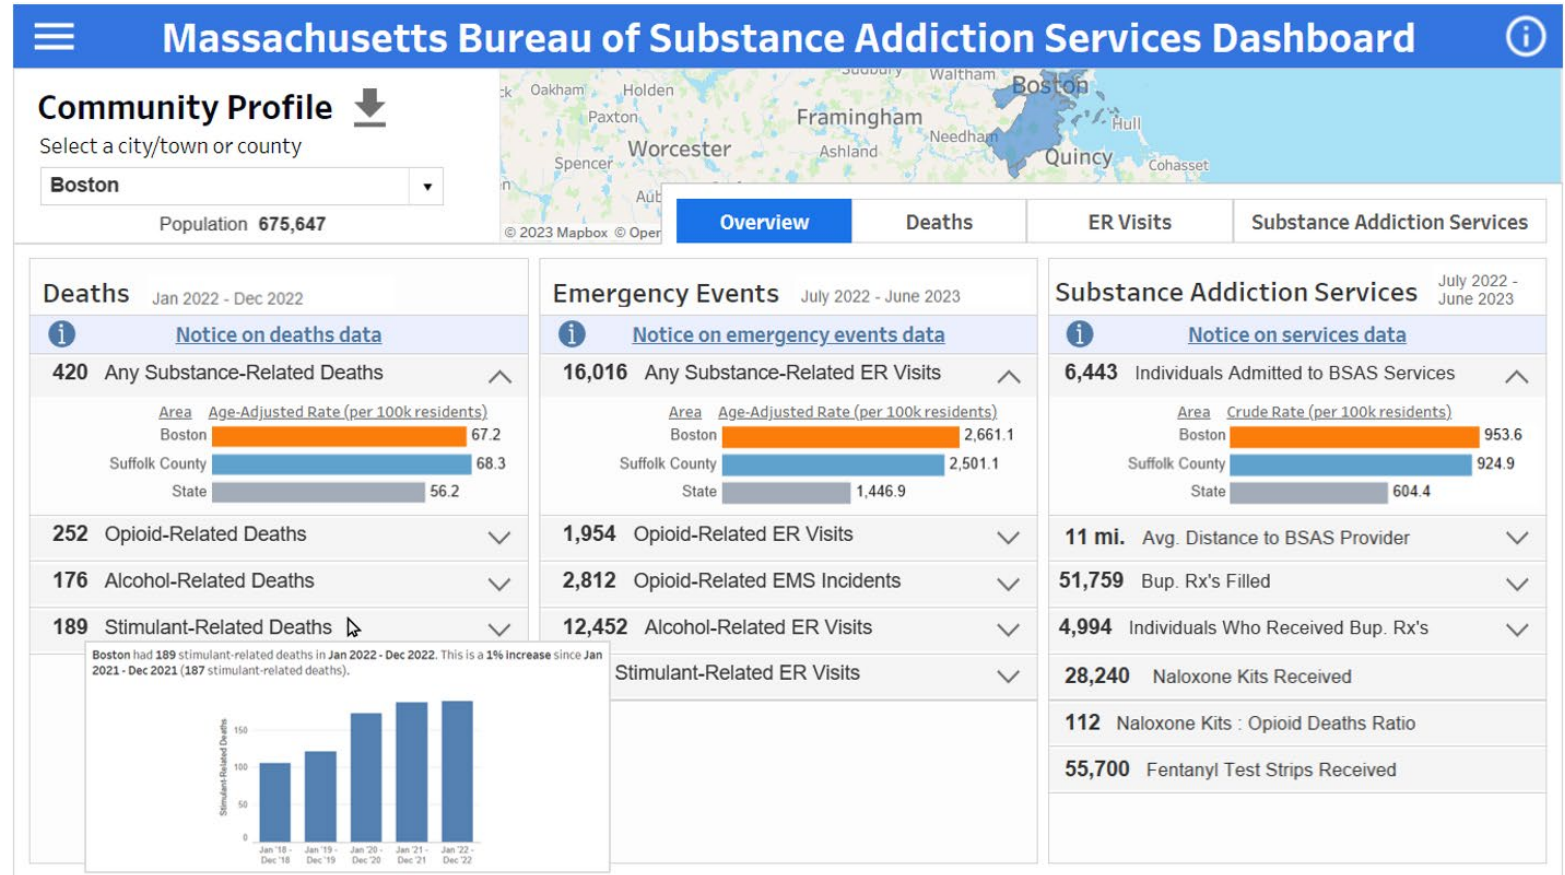 Massachusetts Bureau of Substance Addiction Services Dashboard
Community Profile
Select a city/town or county
Boston
Population 675,647
Oakham
Holden
Waltham
Boston
Paxton
Framingham
Hull
Needham
Worcester
Ashland
Quincy
Spencer
Cohasset
© 2023 Mapbox © Oper
Overview
Deaths
ER Visits
Substance Addiction Services
Deaths Jan 2022 - Dec 2022
Notice on deaths data
420 Any Substance-Related Deaths
Area Age-Adjusted Rate (per 100k residents)
Boston 67.2
Suffolk County 68.3
State 56.2
252 Opioid-Related Deaths
176 Alcohol-Related Deaths
189 Stimulant-Related Deaths
Boston had 189 stimulant-related deaths in Jan 2022 - Dec 2022. This is a 1% increase since Jan
2021 - Dec 2021 (187 stimulant-related deaths).
Stimulant-Related Deaths
150
100
50
0
Jan '18 -
Dec '18
Jan '19 -
Dec '19
Jan '20 -
Dec '20
Jan '21 -
Dec '21
Jan '22 -
Dec '22
Emergency Events July 2022 - June 2023
Notice on emergency events data
16,016 Any Substance-Related ER Visits
Area Age-Adjusted Rate (per 100k residents)
Boston 2,661.1
Suffolk County 2,501.1
State 1,446.9
1,954 Opioid-Related ER Visits
2,812 Opioid-Related EMS Incidents
12,452 Alcohol-Related ER Visits
Stimulant-Related ER Visits
Substance Addiction Services July 2022 -
June 2023
Notice on services data
6,443 Individuals Admitted to BSAS Services
Area Crude Rate (per 100k residents)
Boston 953.6
Suffolk County 924.9
State 604.4
11 mi. Avg. Distance to BSAS Provider
51,759 Bup. Rx's Filled
4,994 Individuals Who Received Bup. Rx's
28,240 Naloxone Kits Received
112 Naloxone Kits : Opioid Deaths Ratio
55,700 Fentanyl Test Strips Received